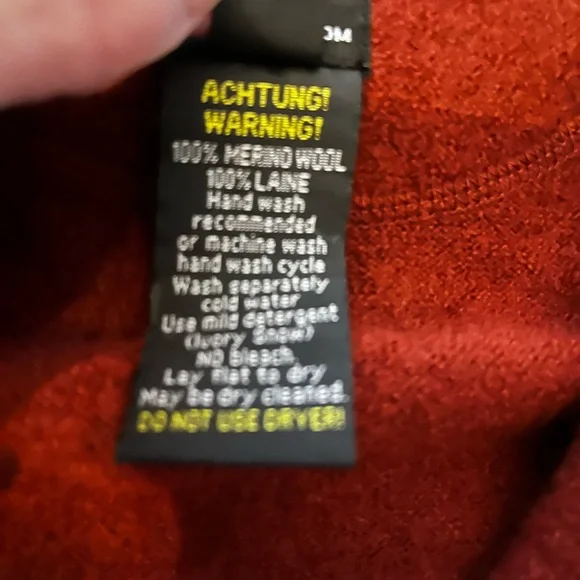 3M
ACHTUNG!
WARNING!
100% MERINO WOOL
100% LAINE
Hand wash
recommended
or machine wash
hand wash cycle
Wash separately
cold water
Use mild detergent
(Ivory Snow)
NO bleach.
Lay flat to dry
May be dry cleaned.
DO NOT USE DRYER!